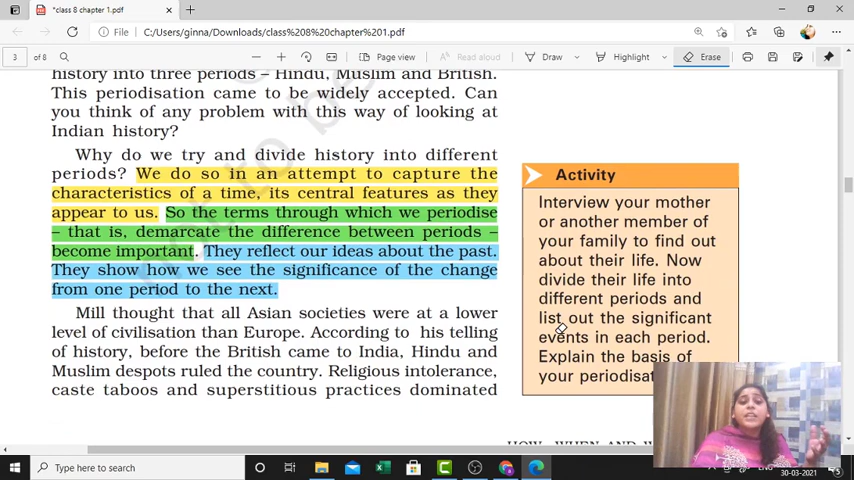 *class 8 chapter 1.pdf
File
C:/Users/ginna/Downloads/class%208%20chapter%201.pdf
3
of 8
Page view
Read aloud
Draw
Highlight
Erase
history into three periods – Hindu, Muslim and British.
This periodisation came to be widely accepted. Can
you think of any problem with this way of looking at
Indian history?
Why do we try and divide history into different
periods? We do so in an attempt to capture the
characteristics of a time, its central features as they
appear to us. So the terms through which we periodise
– that is, demarcate the difference between periods –
become important. They reflect our ideas about the past.
They show how we see the significance of the change
from one period to the next.
Mill thought that all Asian societies were at a lower
level of civilisation than Europe. According to his telling
of history, before the British came to India, Hindu and
Muslim despots ruled the country. Religious intolerance,
caste taboos and superstitious practices dominated
Activity
Interview your mother
or another member of
your family to find out
about their life. Now
divide their life into
different periods and
list out the significant
events in each period.
Explain the basis of
your
HOW, WHEN AND
Type here to search
30-03-2021